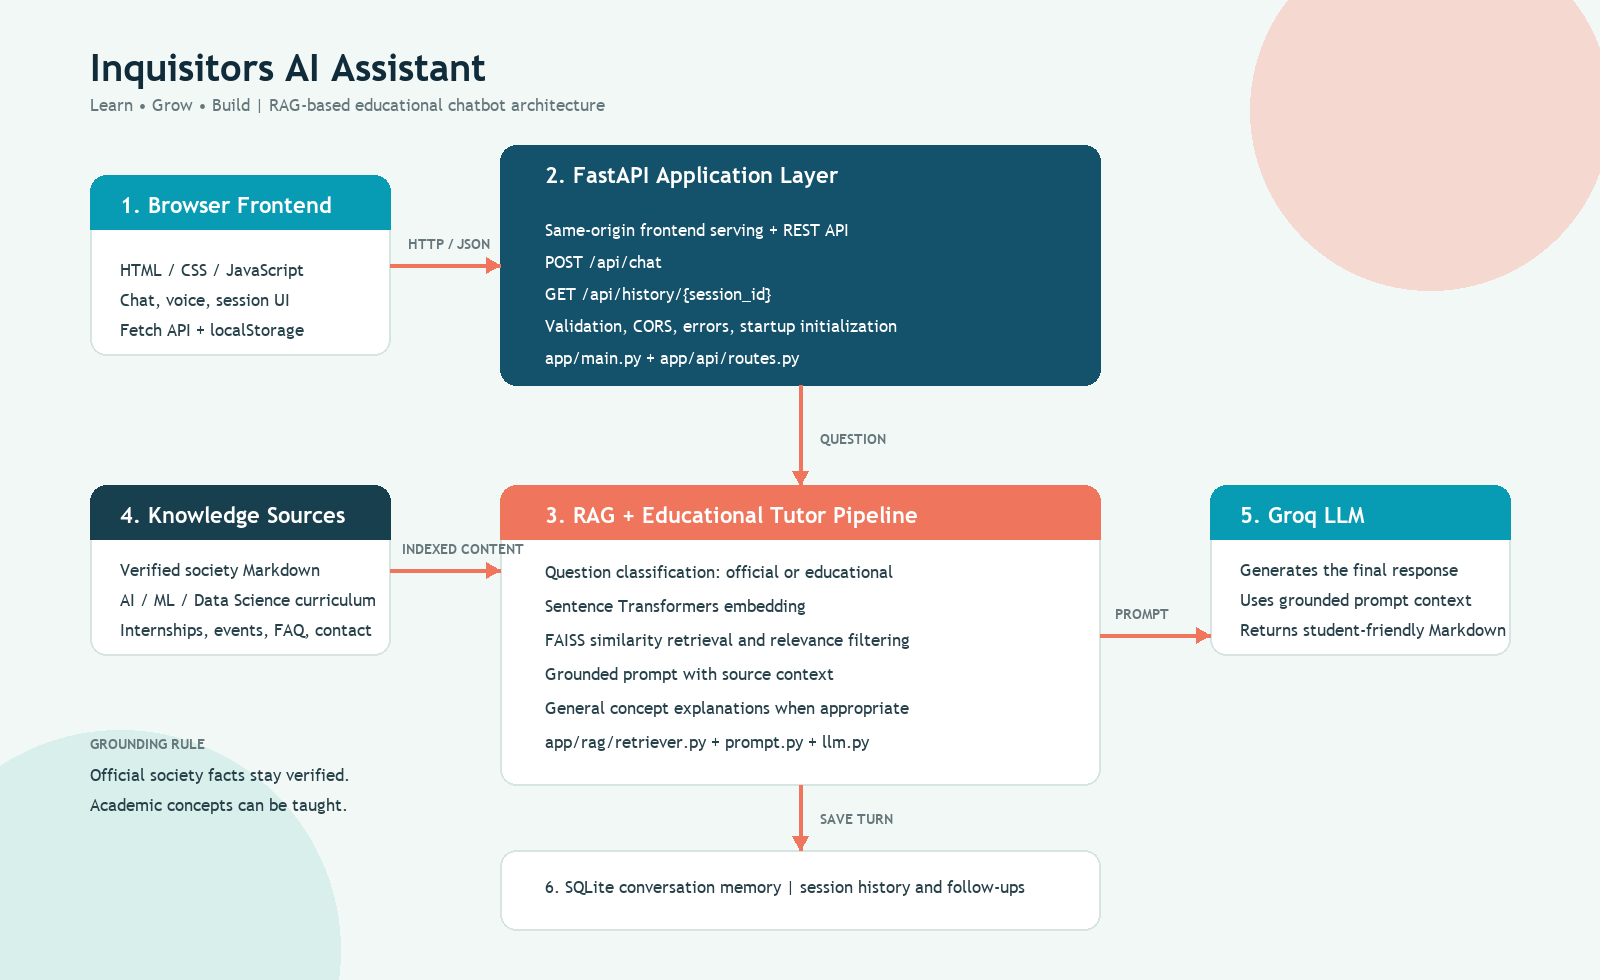 Inquisitors AI Assistant
Learn • Grow • Build | RAG-based educational chatbot architecture
1. Browser Frontend
HTML / CSS / JavaScript
Chat, voice, session UI
Fetch API + localStorage
HTTP / JSON
2. FastAPI Application Layer
Same-origin frontend serving + REST API
POST /api/chat
GET /api/history/{session_id}
Validation, CORS, errors, startup initialization
app/main.py + app/api/routes.py
QUESTION
4. Knowledge Sources
Verified society Markdown
AI / ML / Data Science curriculum
Internships, events, FAQ, contact
INDEXED CONTENT
3. RAG + Educational Tutor Pipeline
Question classification: official or educational
Sentence Transformers embedding
FAISS similarity retrieval and relevance filtering
Grounded prompt with source context
General concept explanations when appropriate
app/rag/retriever.py + prompt.py + llm.py
PROMPT
5. Groq LLM
Generates the final response
Uses grounded prompt context
Returns student-friendly Markdown
GROUNDING RULE
Official society facts stay verified.
Academic concepts can be taught.
SAVE TURN
6. SQLite conversation memory | session history and follow-ups